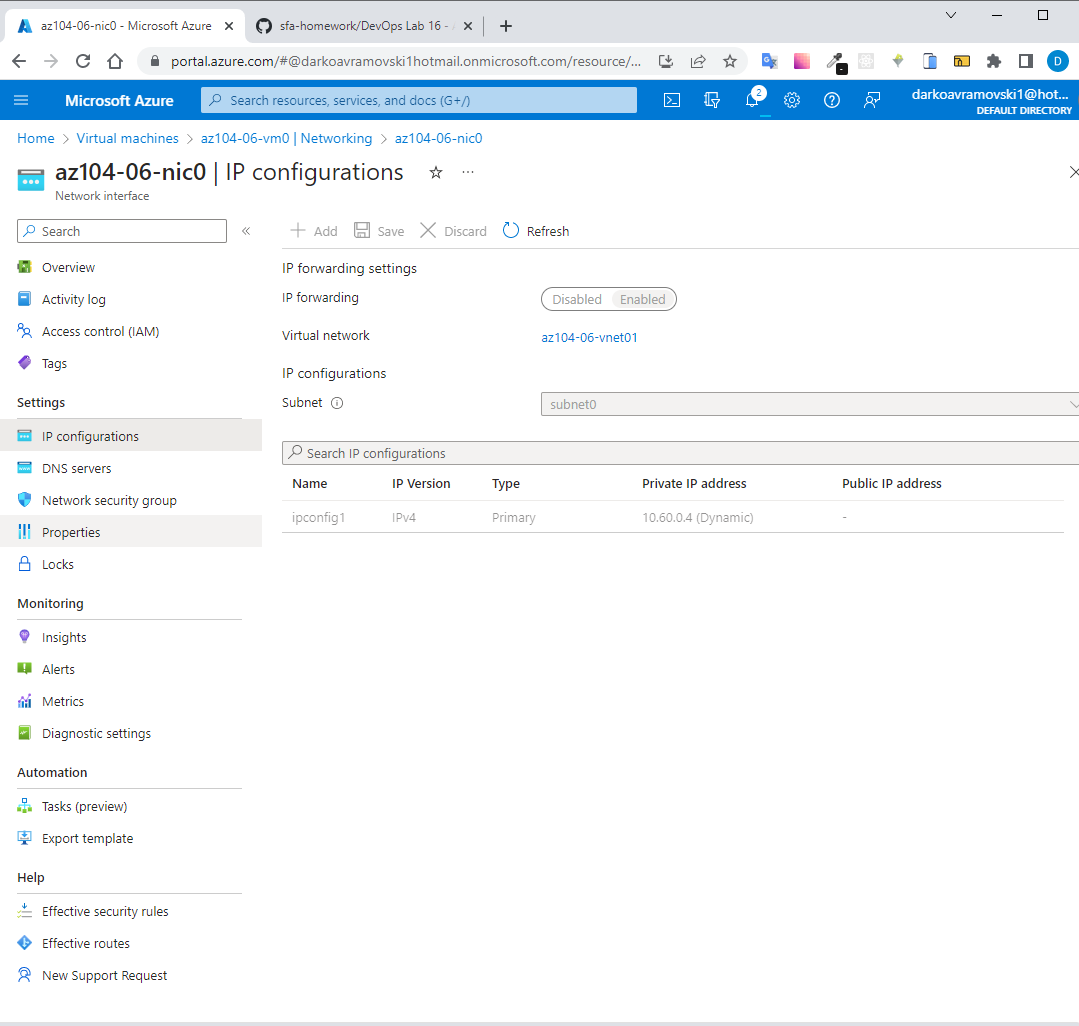 az104-06-nic0 - Microsoft Azure
sfa-homework/DevOps Lab 16 -
portal.azure.com/#@darkoavramovski1hotmail.onmicrosoft.com/resource/...
D
Microsoft Azure
Search resources, services, and docs (G+/)
2
darkoavramovski1@hot...
DEFAULT DIRECTORY
Home > Virtual machines > az104-06-vm0 | Networking > az104-06-nic0
az104-06-nic0 | IP configurations
Network interface
Search
Add Save Discard Refresh
Overview
Activity log
Access control (IAM)
Tags
Settings
IP configurations
DNS servers
Network security group
Properties
Locks
Monitoring
Insights
Alerts
Metrics
Diagnostic settings
Automation
Tasks (preview)
Export template
Help
Effective security rules
Effective routes
New Support Request
IP forwarding settings
IP forwarding Disabled Enabled
Virtual network az104-06-vnet01
IP configurations
Subnet subnet0
Search IP configurations
Name IP Version Type Private IP address Public IP address
ipconfig1 IPv4 Primary 10.60.0.4 (Dynamic) -